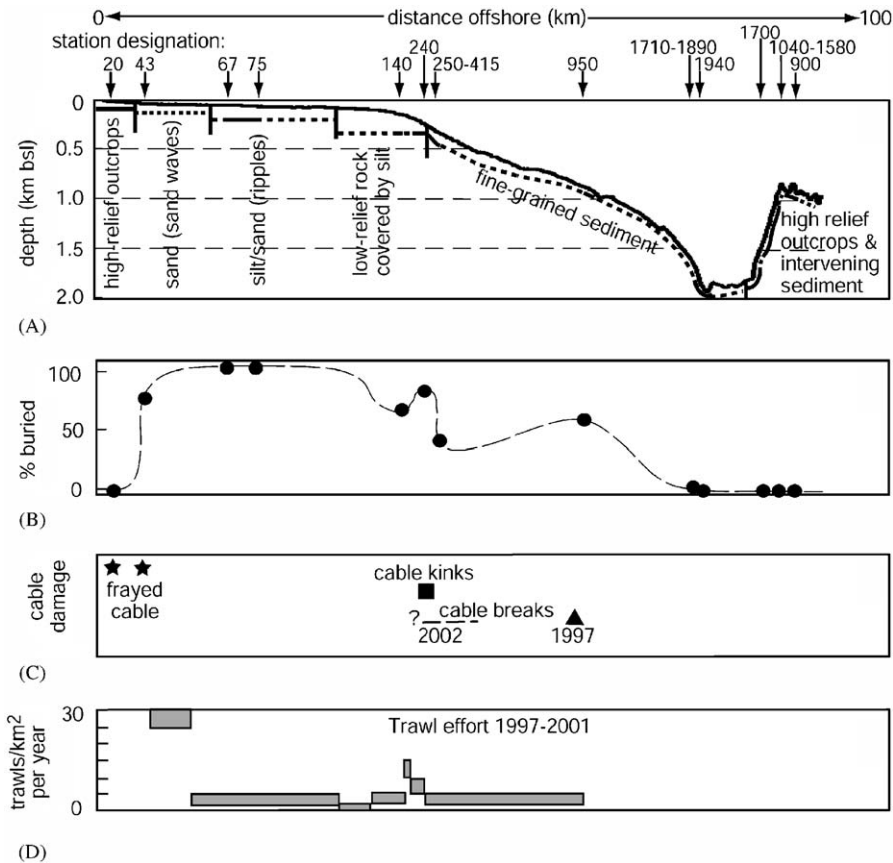 0 distance offshore (km) 100
station designation:
240
1700
1710-1890
1040-1580
20 43 67 75 140 250-415 950 1940 900
0
0.5
1.0
1.5
2.0
depth (km bsl)
high-relief outcrops
sand (sand waves)
silt/sand (ripples)
low-relief rock
covered by silt
fine-grained sediment
high relief
outcrops &
intervening
sediment
(A)
100
50
0
% buried
(B)
cable
damage
frayed
cable
cable kinks
? cable breaks
2002
1997
(C)
30
0
trawls/km2
per year
Trawl effort 1997-2001
(D)